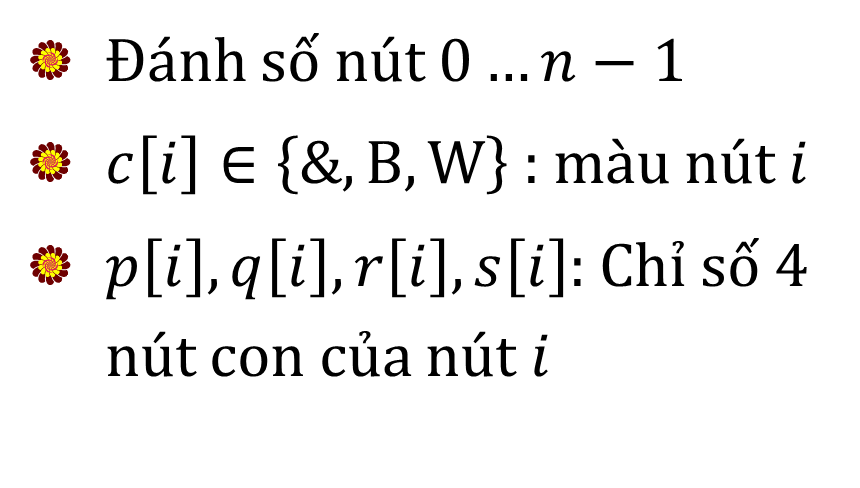 Đánh số nút 0 … n − 1
c[i] ∈ {&, B, W} : màu nút i
p[i], q[i], r[i], s[i]: Chỉ số 4
nút con của nút i